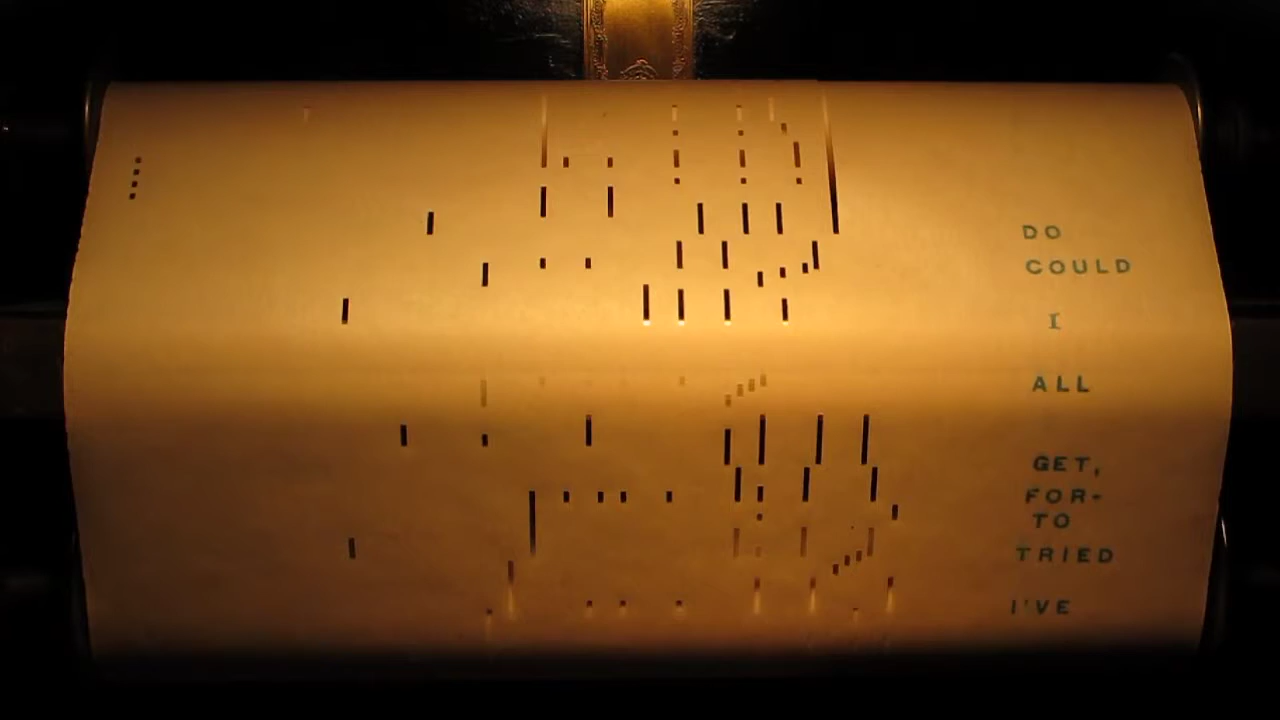 DO
COULD
I
ALL
GET,
FOR-
TO
TRIED
I'VE